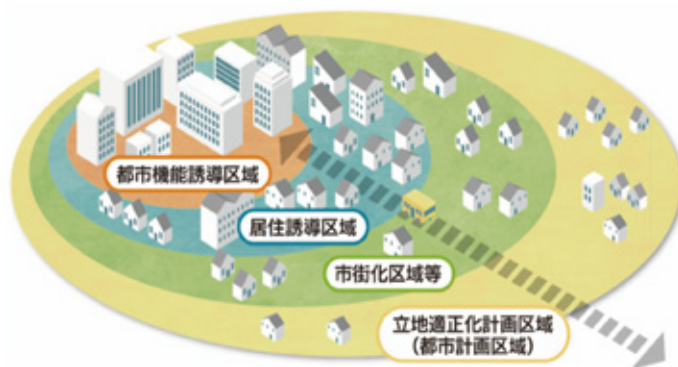 都市機能誘導区域
居住誘導区域
市街化区域等
立地適正化計画区域
（都市計画区域）